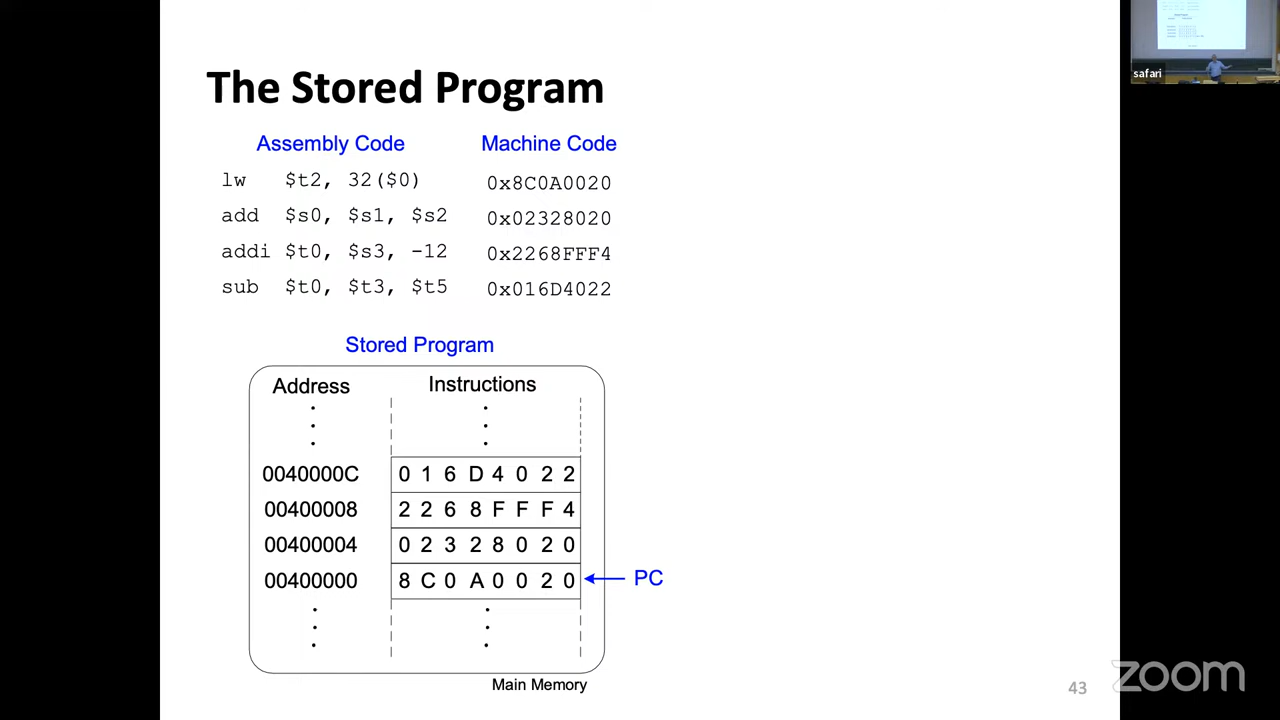 The Stored Program
Assembly Code Machine Code
lw $t2, 32($0) 0x8C0A0020
add $s0, $s1, $s2 0x02328020
addi $t0, $s3, -12 0x2268FFF4
sub $t0, $t3, $t5 0x016D4022
Stored Program
Address Instructions
0040000C 0 1 6 D 4 0 2 2
00400008 2 2 6 8 F F F 4
00400004 0 2 3 2 8 0 2 0
00400000 8 C 0 A 0 0 2 0 PC
Main Memory
43
safari
zoom